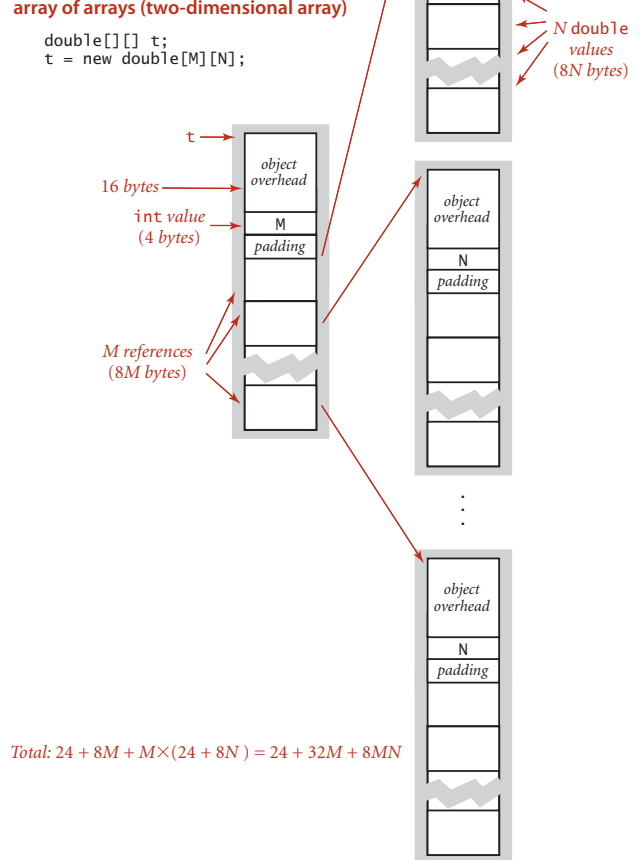 array of arrays (two-dimensional array)
double[][] t;
t = new double[M][N];
N double
values
(8N bytes)
t
object
overhead
16 bytes
int value
(4 bytes)
M
padding
M references
(8M bytes)
object
overhead
N
padding
.
.
.
object
overhead
N
padding
Total: 24 + 8M + M×(24 + 8N ) = 24 + 32M + 8MN